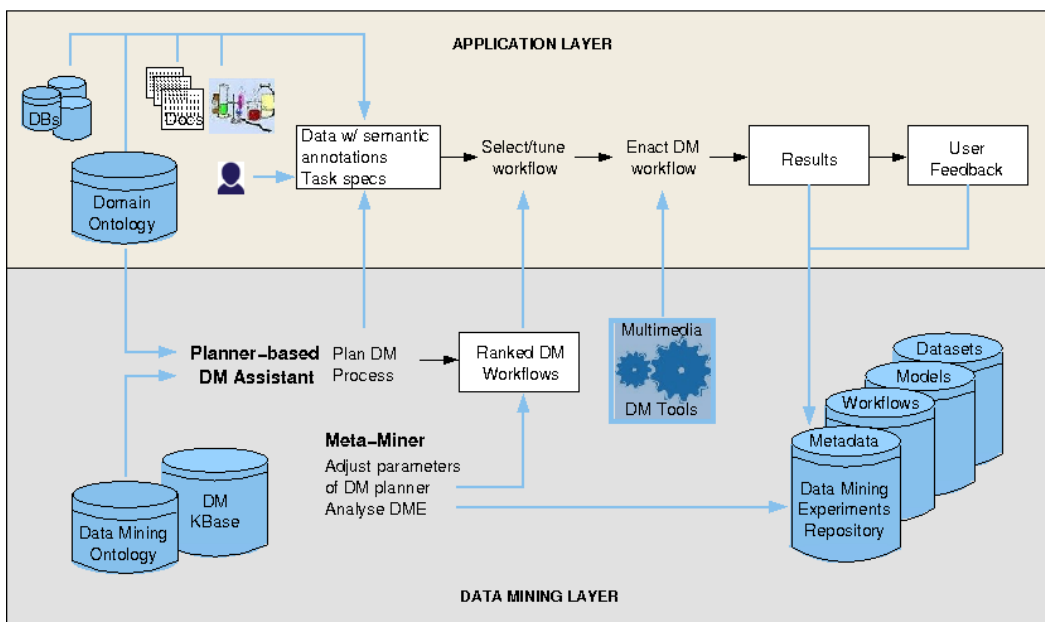 APPLICATION LAYER
DBs
Docs
Domain
Ontology
Data w/ semantic
annotations
Task specs
Select/tune
workflow
Enact DM
workflow
Results
User
Feedback
Planner-based
DM Assistant
Plan DM
Process
Ranked DM
Workflows
Multimedia
DM Tools
Meta-Miner
Adjust parameters
of DM planner
Analyse DME
DM
KBase
Data Mining
Ontology
Datasets
Models
Workflows
Metadata
Data Mining
Experiments
Repository
DATA MINING LAYER